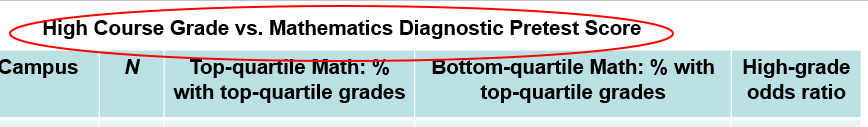 High Course Grade vs. Mathematics Diagnostic Pretest Score
Campus N Top-quartile Math: % with top-quartile grades Bottom-quartile Math: % with top-quartile grades High-grade odds ratio